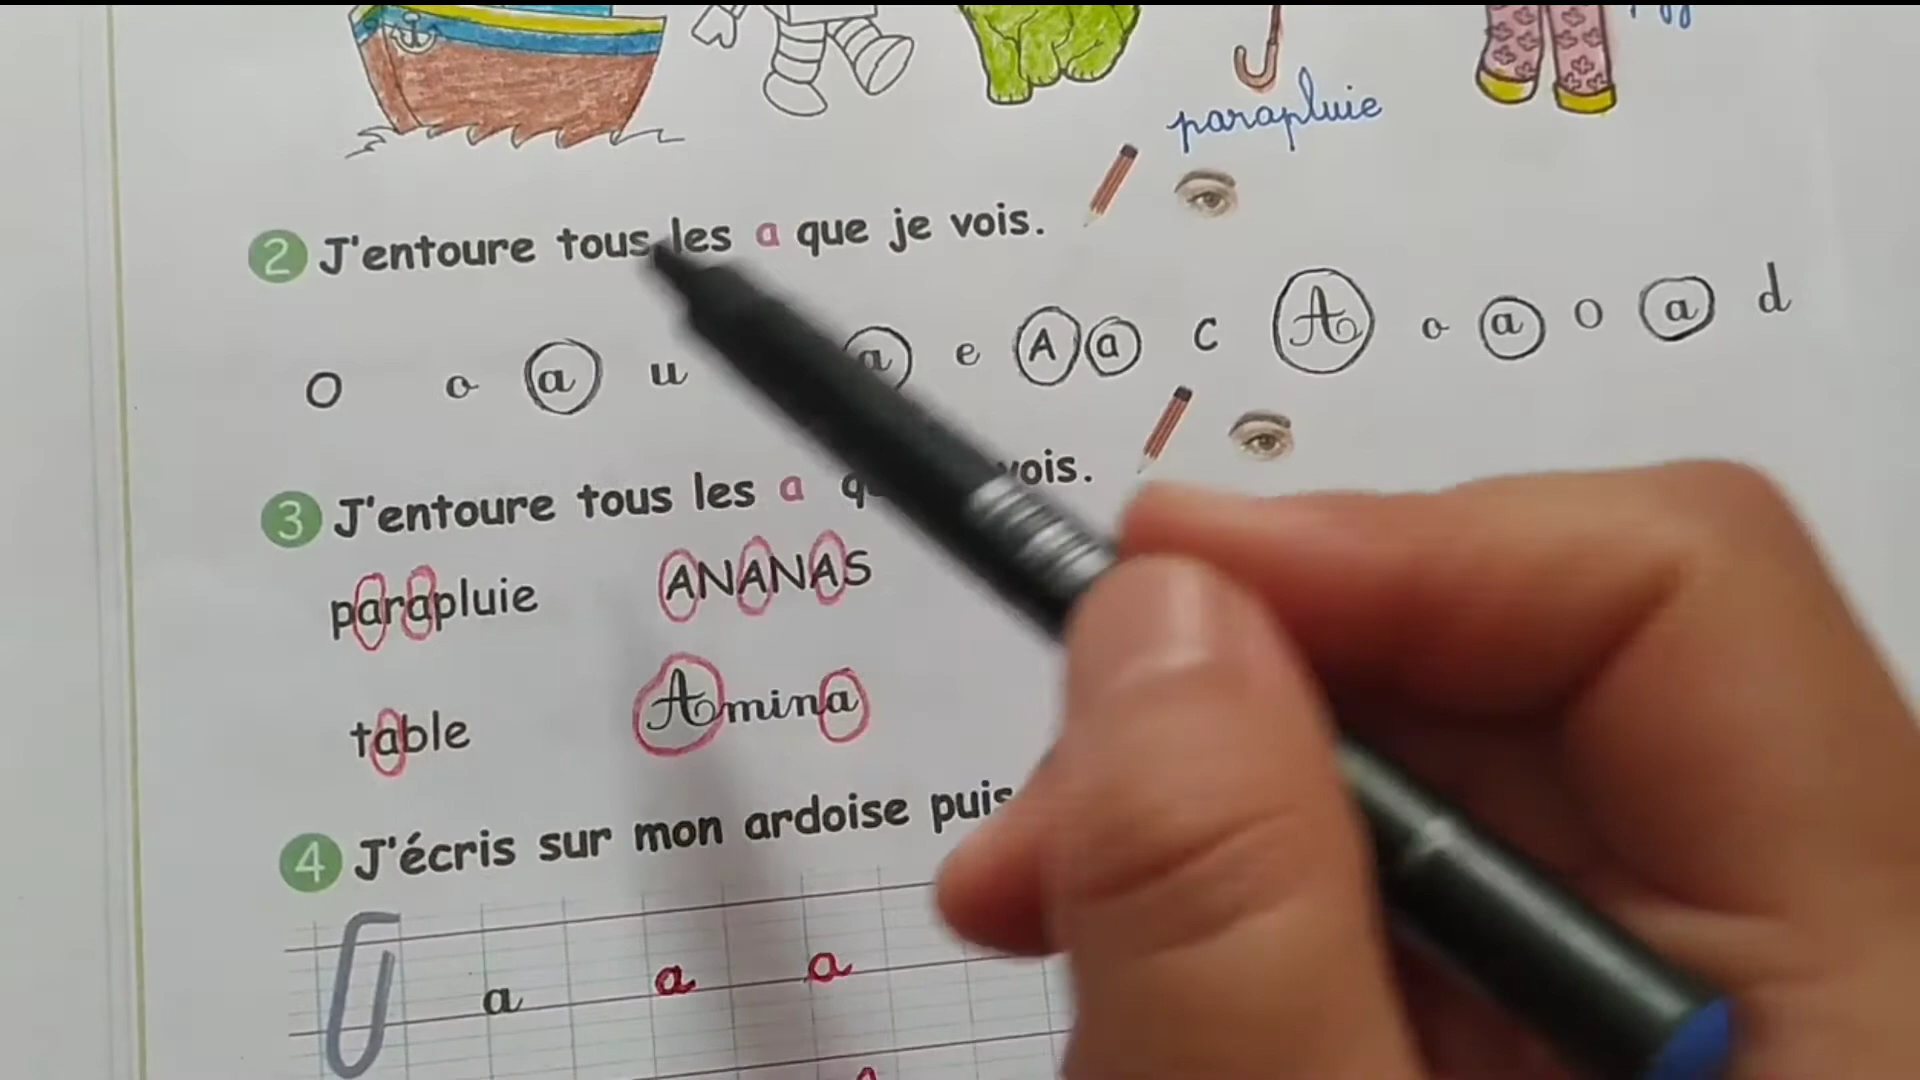 parapluie
2 J'entoure tous les a que je vois.
O o a u a e A a c A o a o a d
3 J'entoure tous les a vois.
parapluie ANANAS
table Amina
4 J'écris sur mon ardoise puis
a a a